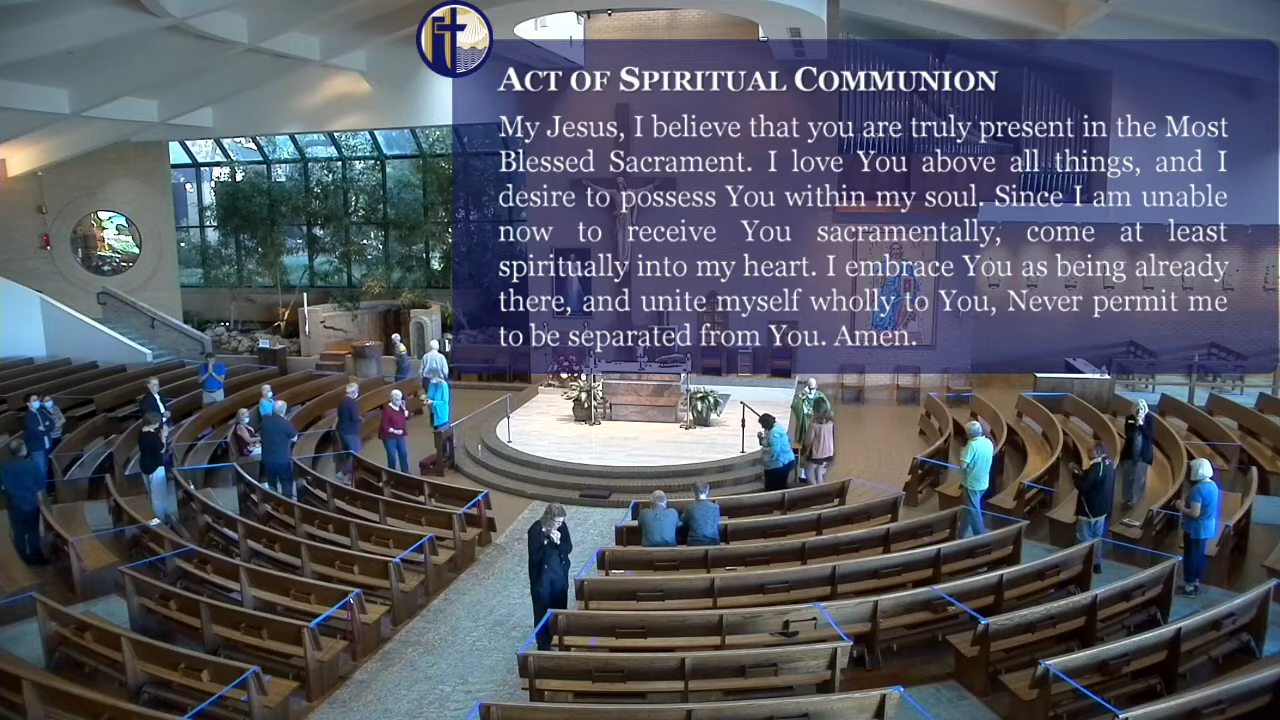 ACT OF SPIRITUAL COMMUNION
My Jesus, I believe that you are truly present in the Most
Blessed Sacrament. I love You above all things, and I
desire to possess You within my soul. Since I am unable
now to receive You sacramentally, come at least
spiritually into my heart. I embrace You as being already
there, and unite myself wholly to You, Never permit me
to be separated from You. Amen.